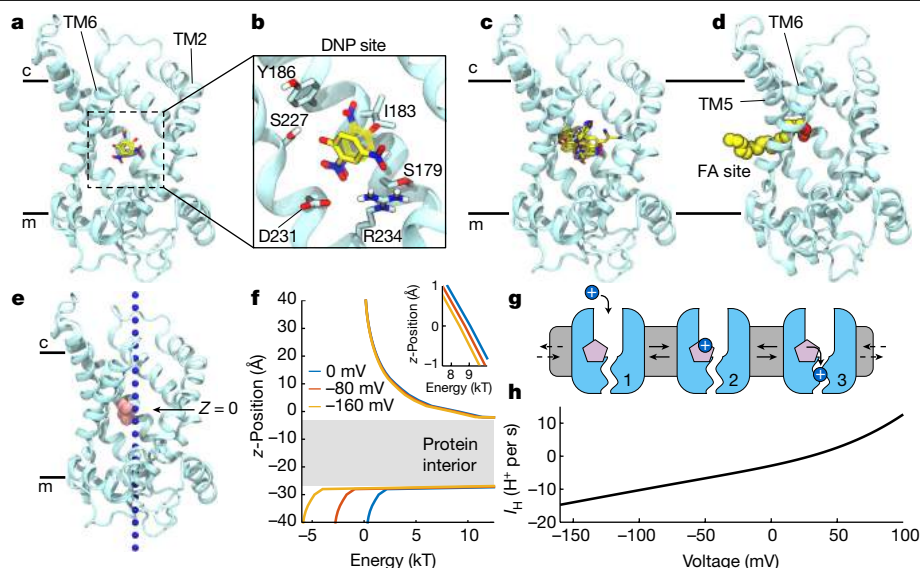 a
TM6
TM2
c
m
b
DNP site
Y186
S227
I183
S179
D231
R234
c
c
m
d
TM6
TM5
FA site
e
c
m
Z = 0
f
z-Position (Å)
40
30
20
10
0
−10
−20
−30
−40
0 mV
−80 mV
−160 mV
Protein
interior
−5
0
5
10
Energy (kT)
z-Position (Å)
1
0
−1
8
9
Energy (kT)
g
+
+
+
1
2
3
h
I_H (H⁺ per s)
10
0
−10
−20
−150
−100
−50
0
50
100
Voltage (mV)